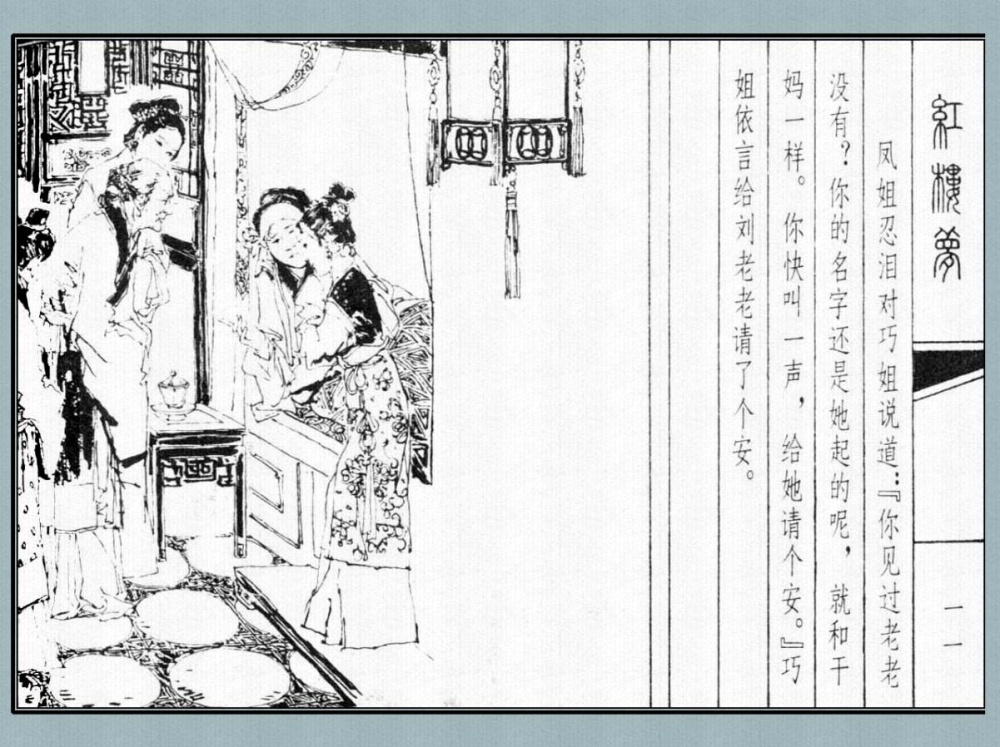 紅樓夢
一一
凤姐忍泪对巧姐说道：『你见过老老
没有？你的名字还是她起的呢，就和干
妈一样。你快叫一声，给她请个安。』巧
姐依言给刘老老请了个安。